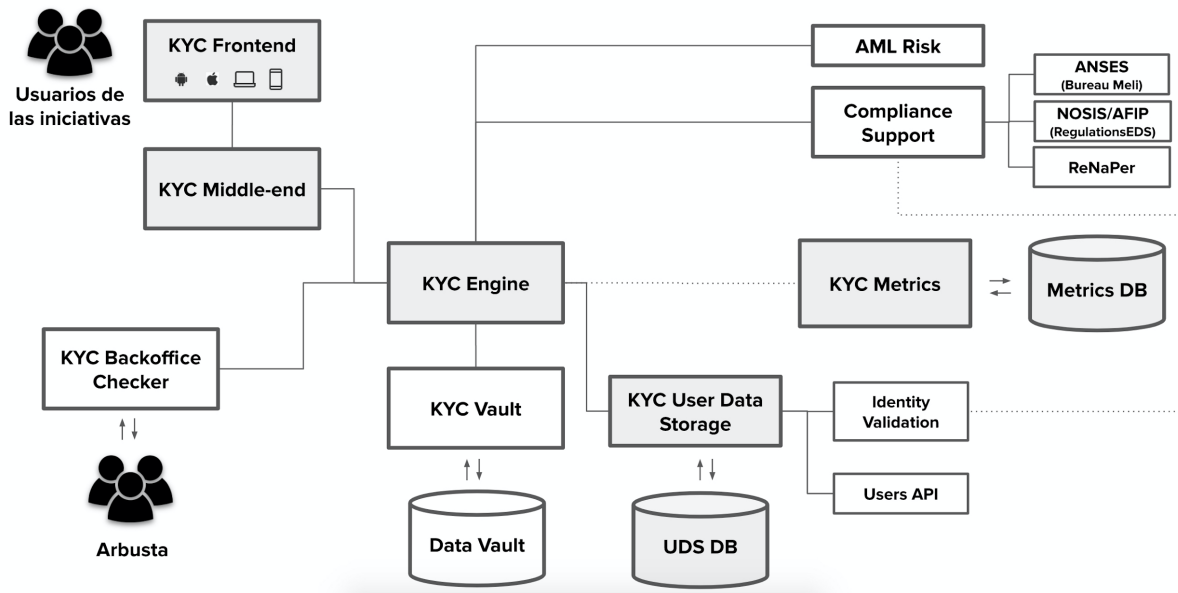 Usuarios de
las iniciativas
KYC Frontend
KYC Middle-end
AML Risk
Compliance
Support
ANSES
(Bureau Meli)
NOSIS/AFIP
(RegulationsEDS)
ReNaPer
KYC Engine
KYC Metrics
Metrics DB
KYC Backoffice
Checker
Arbusta
KYC Vault
Data Vault
KYC User Data
Storage
UDS DB
Identity
Validation
Users API